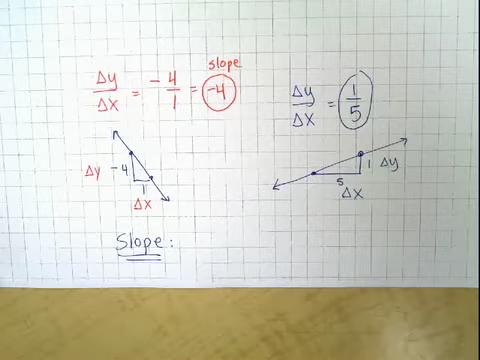 slope
Δy/Δx = -4/1 = -4
Δy/Δx = 1/5
Δy -4
1
Δx
1 Δy
5
Δx
Slope: